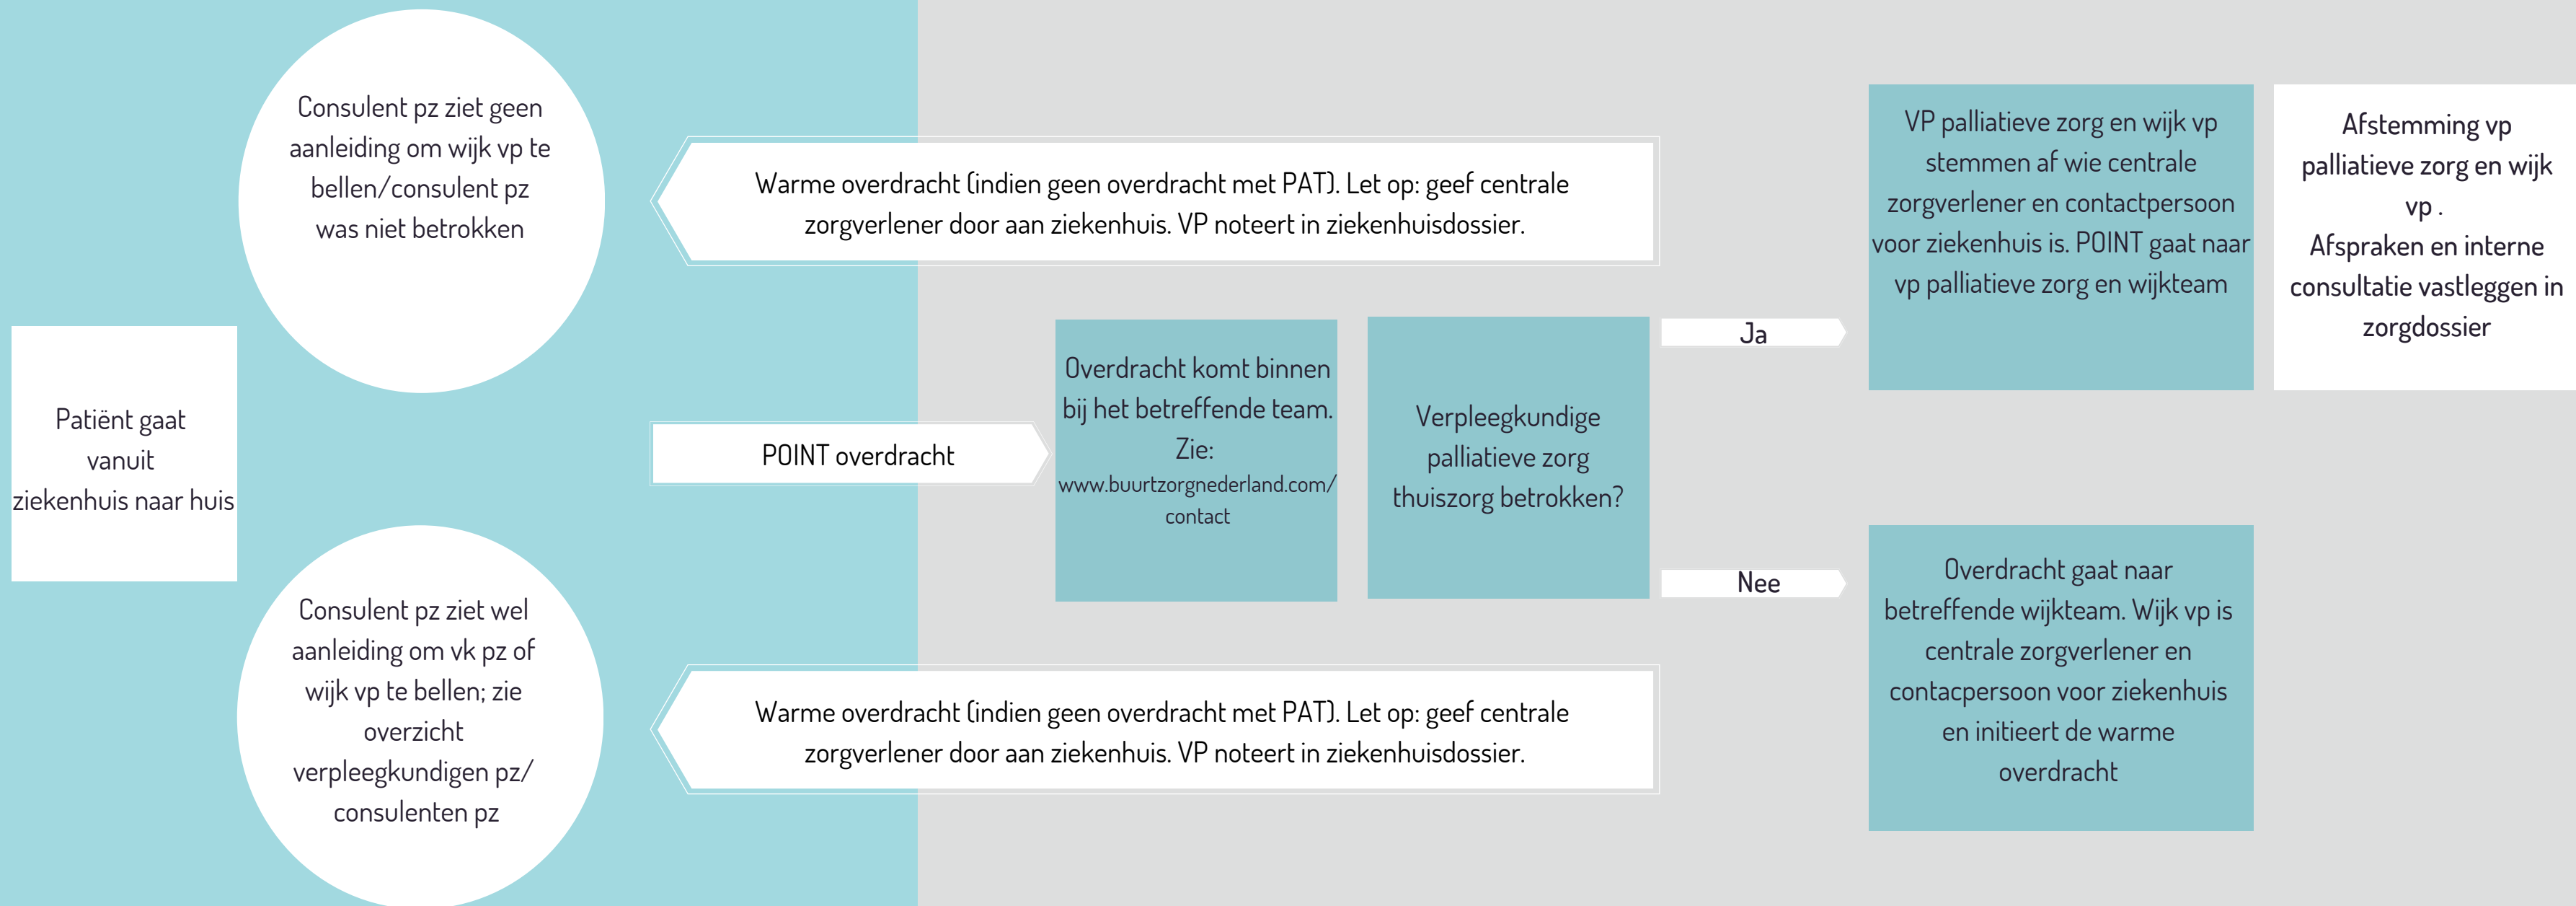 Patiënt gaat
vanuit
ziekenhuis naar huis
Consulent pz ziet geen
aanleiding om wijk vp te
bellen/consulent pz
was niet betrokken
Consulent pz ziet wel
aanleiding om vk pz of
wijk vp te bellen; zie
overzicht
verpleegkundigen pz/
consulenten pz
Warme overdracht (indien geen overdracht met PAT). Let op: geef centrale
zorgverlener door aan ziekenhuis. VP noteert in ziekenhuisdossier.
POINT overdracht
Warme overdracht (indien geen overdracht met PAT). Let op: geef centrale
zorgverlener door aan ziekenhuis. VP noteert in ziekenhuisdossier.
Overdracht komt binnen
bij het betreffende team.
Zie:
www.buurtzorgnederland.com/
contact
Verpleegkundige
palliatieve zorg
thuiszorg betrokken?
Ja
Nee
VP palliatieve zorg en wijk vp
stemmen af wie centrale
zorgverlener en contactpersoon
voor ziekenhuis is. POINT gaat naar
vp palliatieve zorg en wijkteam
Afstemming vp
palliatieve zorg en wijk
vp .
Afspraken en interne
consultatie vastleggen in
zorgdossier
Overdracht gaat naar
betreffende wijkteam. Wijk vp is
centrale zorgverlener en
contacpersoon voor ziekenhuis
en initieert de warme
overdracht